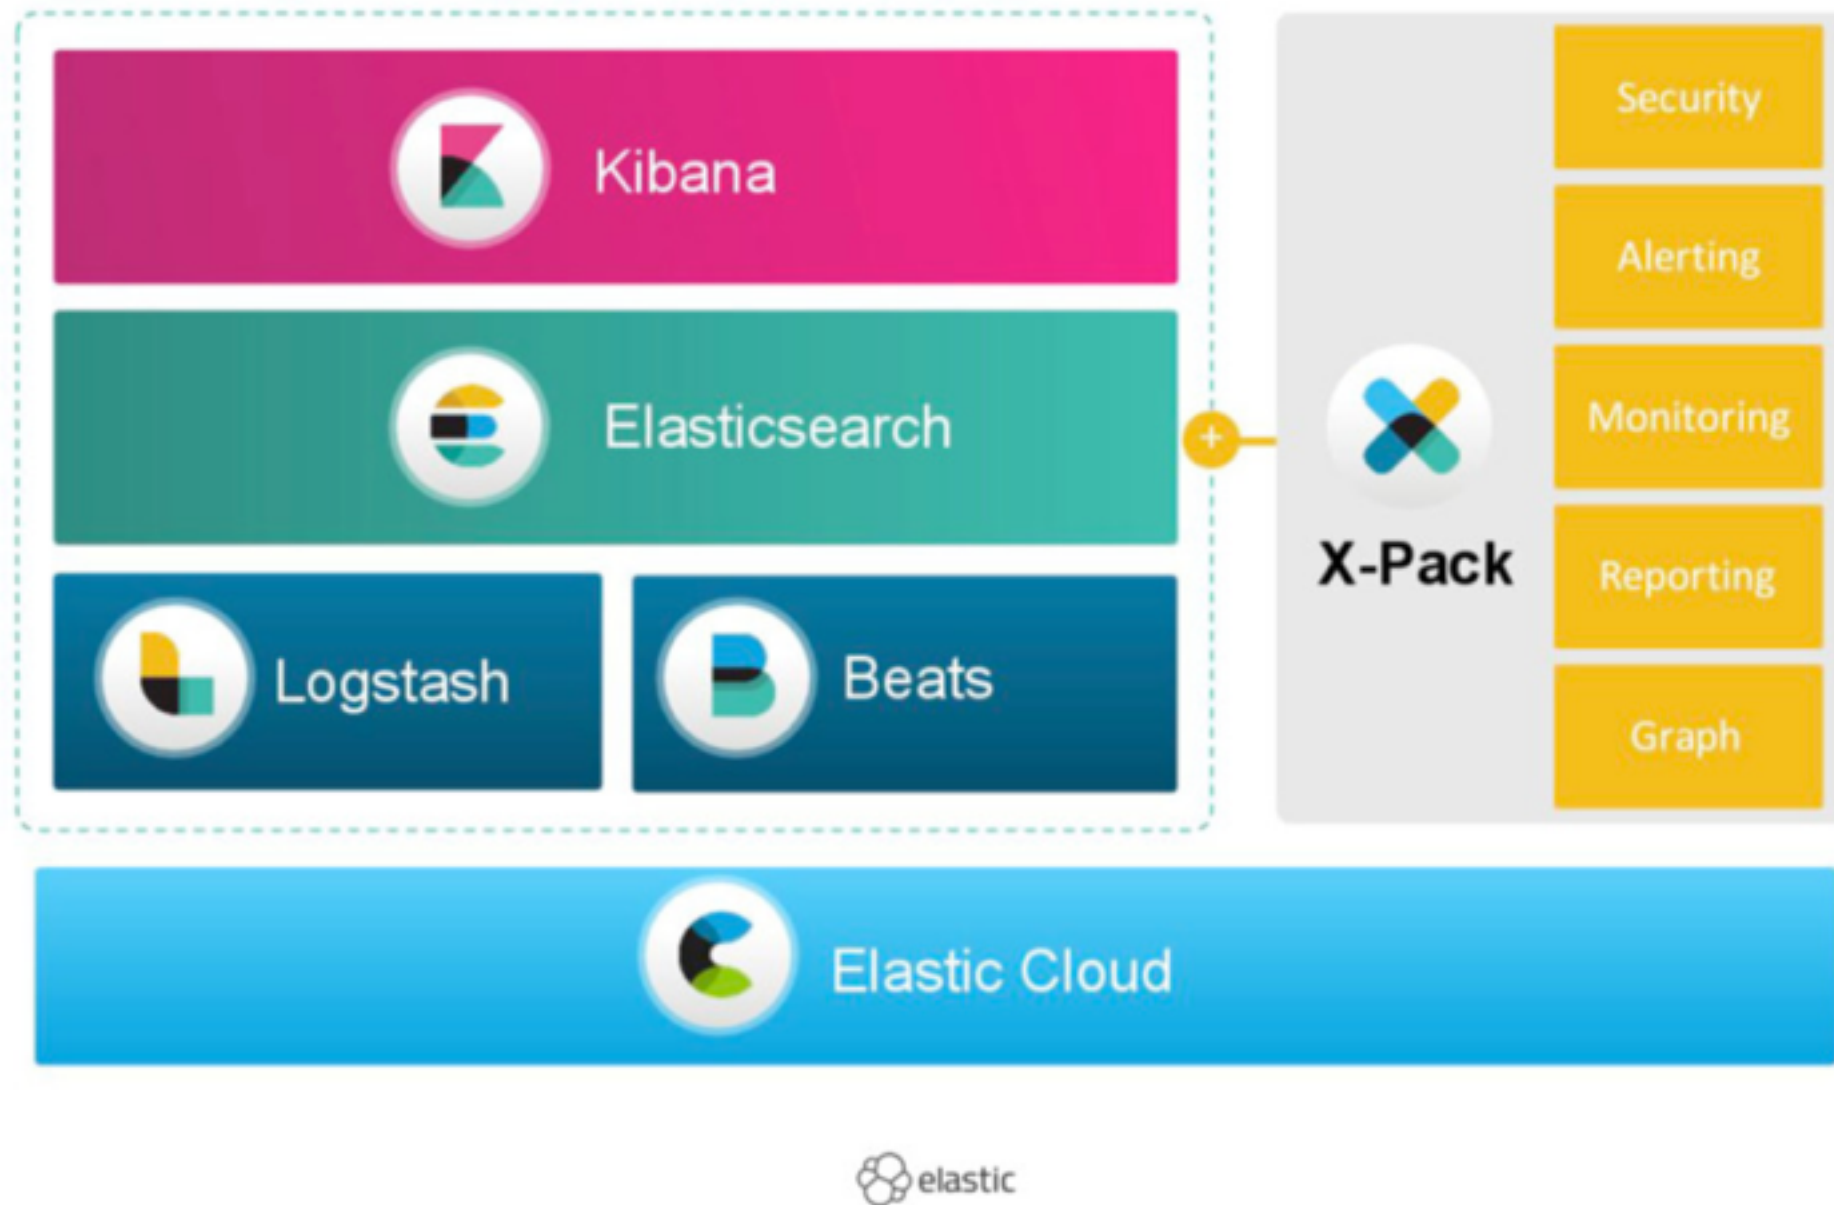 Kibana
Elasticsearch
Logstash
Beats
+
X-Pack
Security
Alerting
Monitoring
Reporting
Graph
Elastic Cloud
elastic